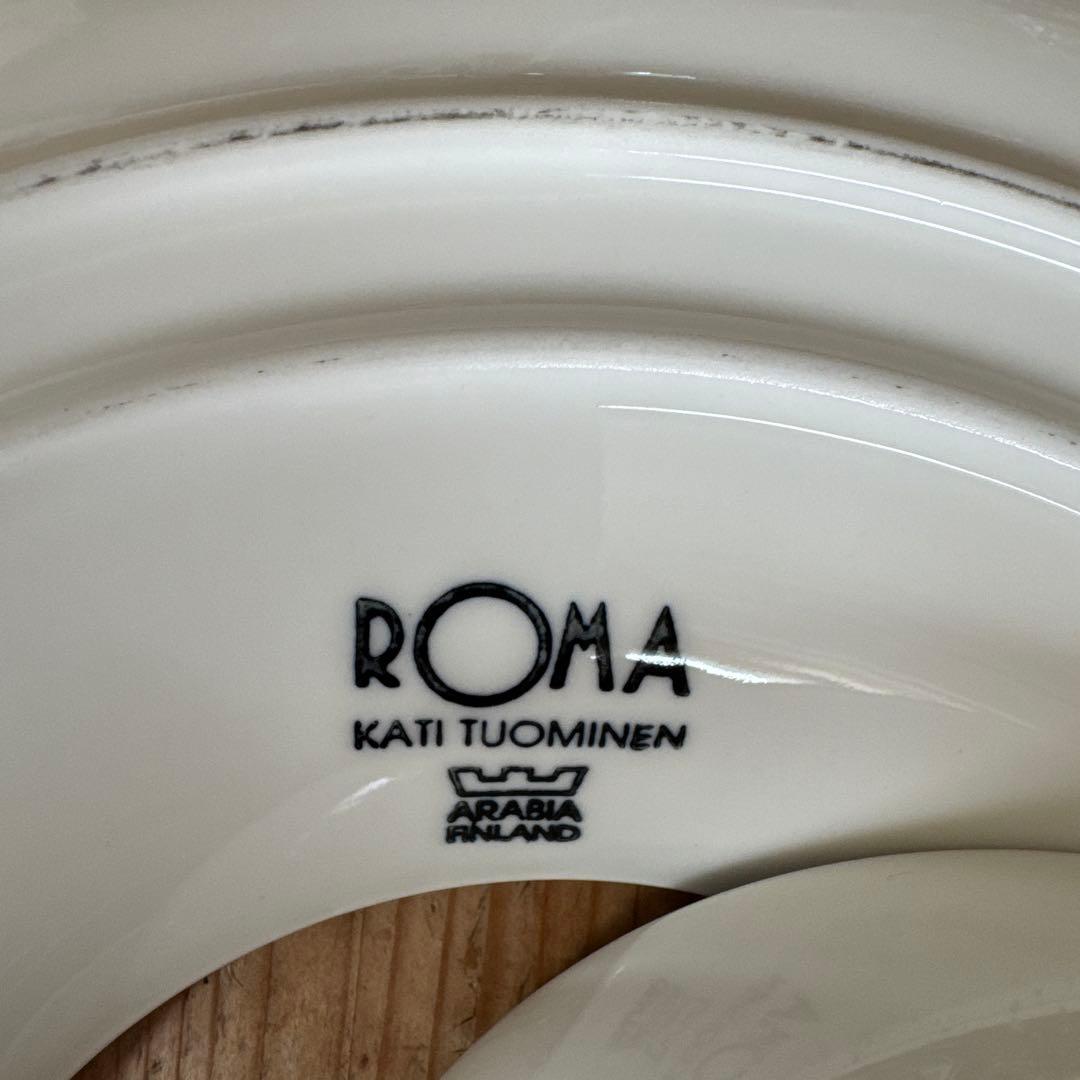 ROMA
KATI TUOMINEN
ARABIA
FINLAND